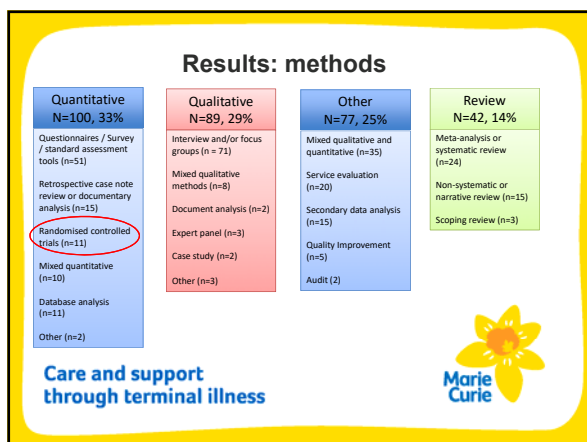 Results: methods
Quantitative
N=100, 33%
Questionnaires / Survey
/ standard assessment
tools (n=51)
Retrospective case note
review or documentary
analysis (n=15)
Randomised controlled
trials (n=11)
Mixed quantitative
(n=10)
Database analysis
(n=11)
Other (n=2)
Qualitative
N=89, 29%
Interview and/or focus
groups (n = 71)
Mixed qualitative
methods (n=8)
Document analysis (n=2)
Expert panel (n=3)
Case study (n=2)
Other (n=3)
Other
N=77, 25%
Mixed qualitative and
quantitative (n=35)
Service evaluation
(n=20)
Secondary data analysis
(n=15)
Quality Improvement
(n=5)
Audit (2)
Review
N=42, 14%
Meta-analysis or
systematic review
(n=24)
Non-systematic or
narrative review (n=15)
Scoping review (n=3)
Care and support
through terminal illness
Marie
Curie